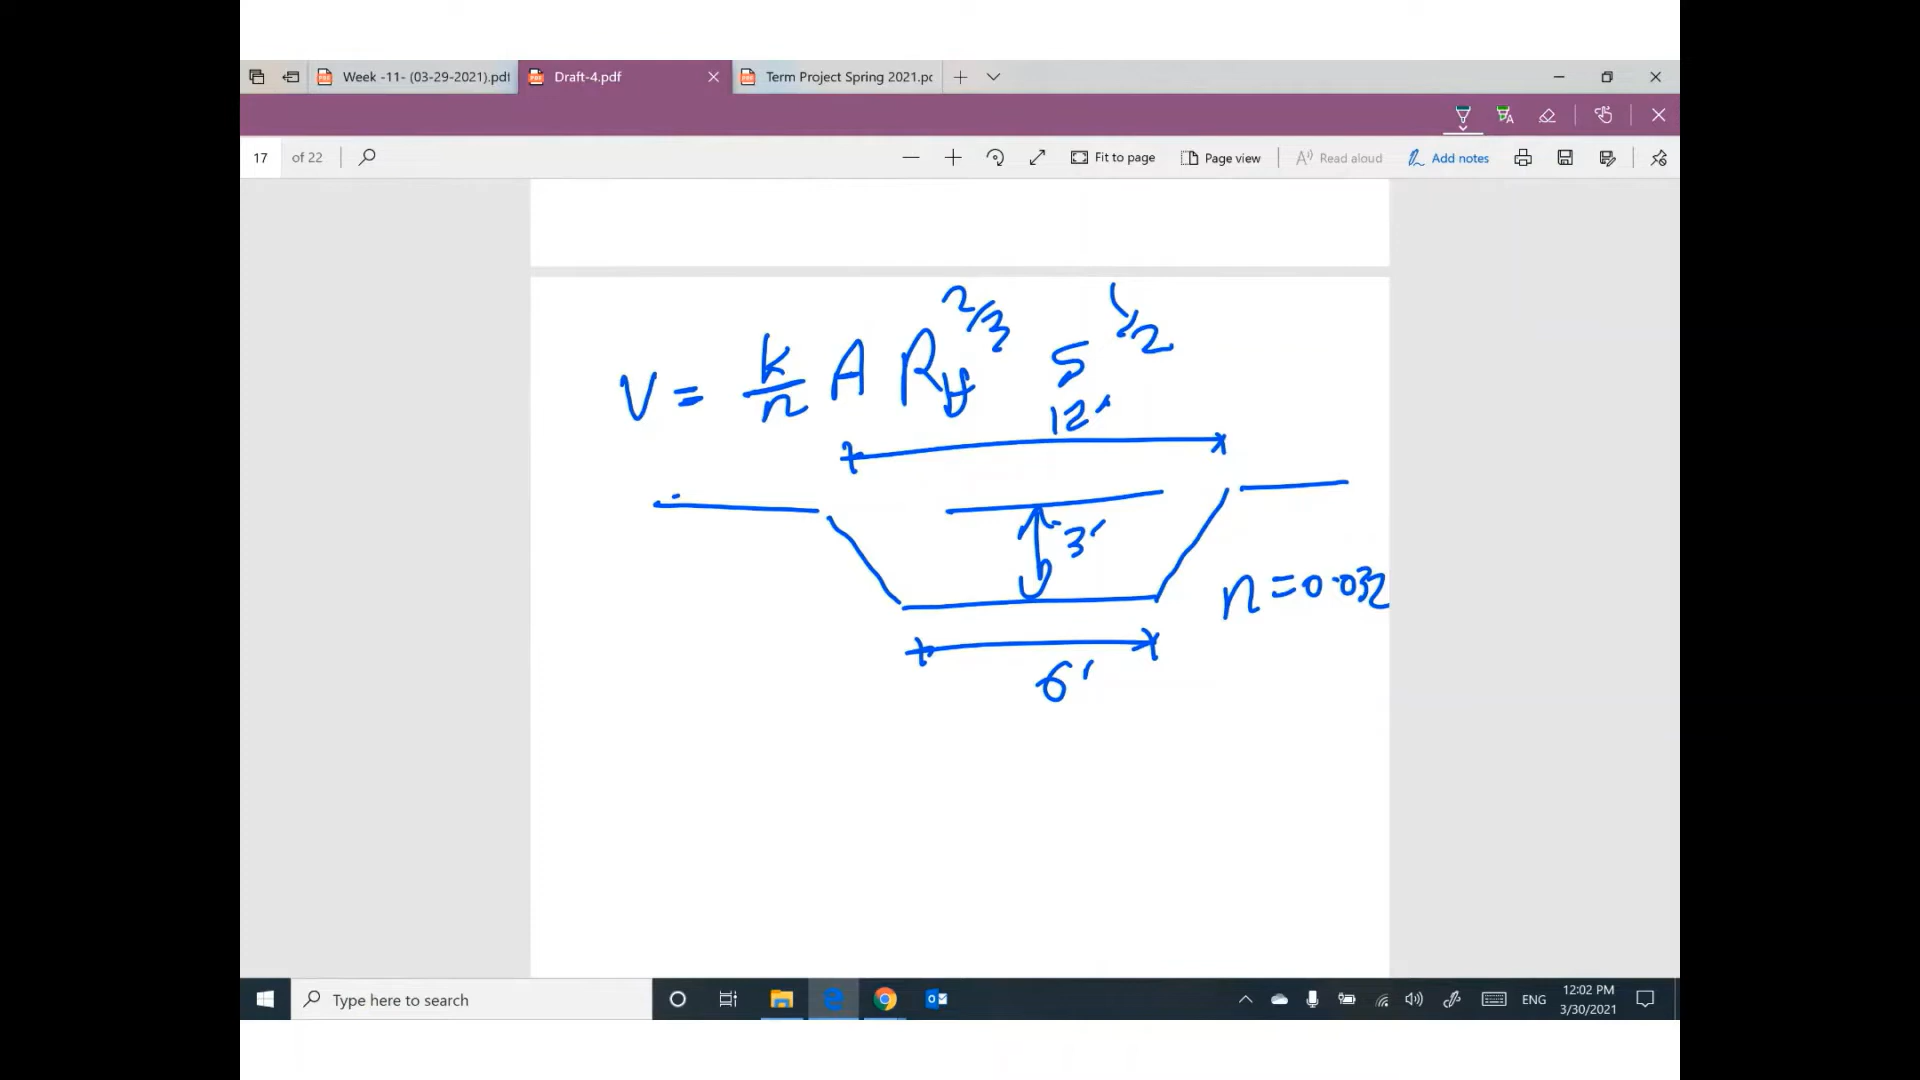 Week -11- (03-29-2021).pdf Draft-4.pdf Term Project Spring 2021.pc
17 of 22 Fit to page Page view Read aloud Add notes
V = k/n A R_H^2/3 S^1/2
12'
3'
n = 0.032
6'
Type here to search
ENG
12:02 PM
3/30/2021